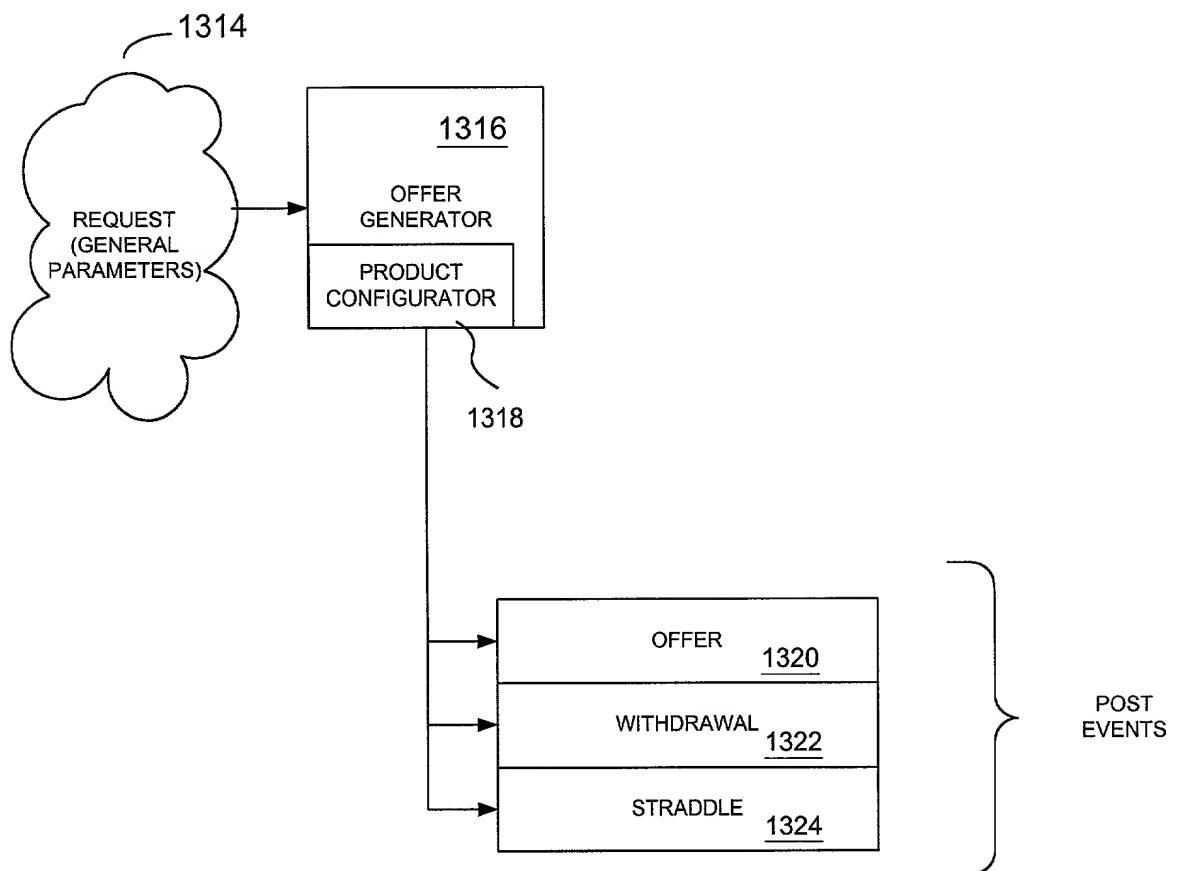 1314
1316
OFFER
GENERATOR
REQUEST
(GENERAL
PARAMETERS)
PRODUCT
CONFIGURATOR
1318
OFFER
1320
WITHDRAWAL
1322
STRADDLE
1324
POST
EVENTS